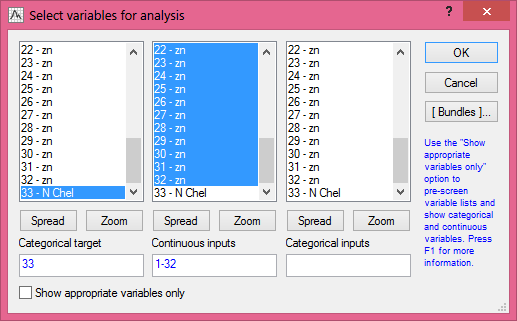 Select variables for analysis
?
22 - zn
23 - zn
24 - zn
25 - zn
26 - zn
27 - zn
28 - zn
29 - zn
30 - zn
31 - zn
32 - zn
33 - N Chel
22 - zn
23 - zn
24 - zn
25 - zn
26 - zn
27 - zn
28 - zn
29 - zn
30 - zn
31 - zn
32 - zn
33 - N Chel
22 - zn
23 - zn
24 - zn
25 - zn
26 - zn
27 - zn
28 - zn
29 - zn
30 - zn
31 - zn
32 - zn
33 - N Chel
OK
Cancel
[ Bundles ]...
Use the "Show
appropriate
variables only"
option to
pre-screen
variable lists and
show categorical
and continuous
variables. Press
F1 for more
information.
Spread Zoom
Spread Zoom
Spread Zoom
Categorical target
33
Continuous inputs
1-32
Categorical inputs
Show appropriate variables only